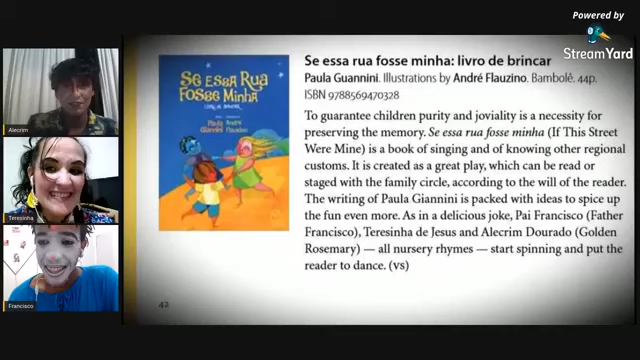 Powered by
StreamYard
Se essa rua fosse minha: livro de brincar
Paula Guannini. Illustrations by André Flauzino. Bambolê. 44p.
ISBN 9788569470328
To guarantee children purity and joviality is a necessity for
preserving the memory. Se essa rua fosse minha (If This Street
Were Mine) is a book of singing and of knowing other regional
customs. It is created as a great play, which can be read or
staged with the family circle, according to the will of the reader.
The writing of Paula Giannini is packed with ideas to spice up
the fun even more. As in a delicious joke, Pai Francisco (Father
Francisco), Teresinha de Jesus and Alecrim Dourado (Golden
Rosemary) — all nursery rhymes — start spinning and put the
reader to dance. (vs)
SE ESSA RUA
FOSSE MINHA
Paula André
Giannini Flauzino
42
Alecrim
Teresinha
Francisco